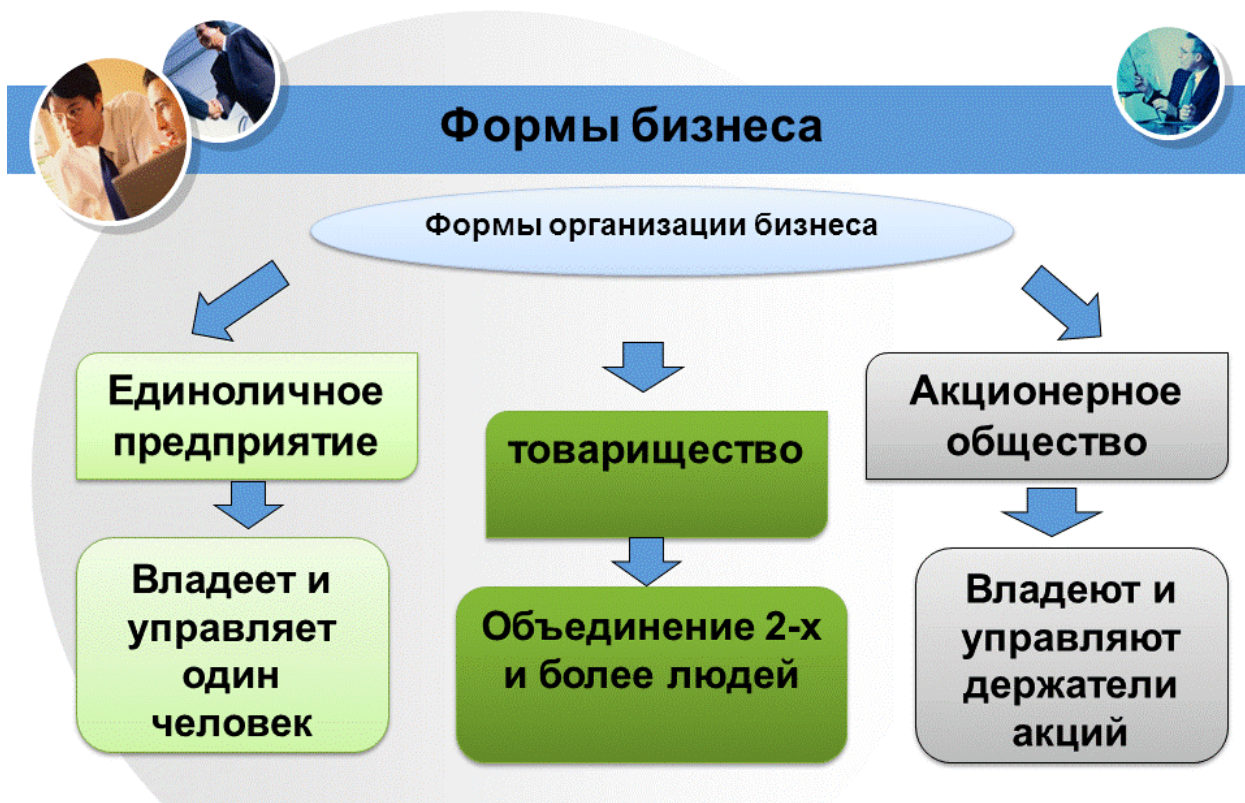 Формы бизнеса
Формы организации бизнеса
Единоличное
предприятие
Владеет и
управляет
один
человек
товарищество
Объединение 2-х
и более людей
Акционерное
общество
Владеют и
управляют
держатели
акций